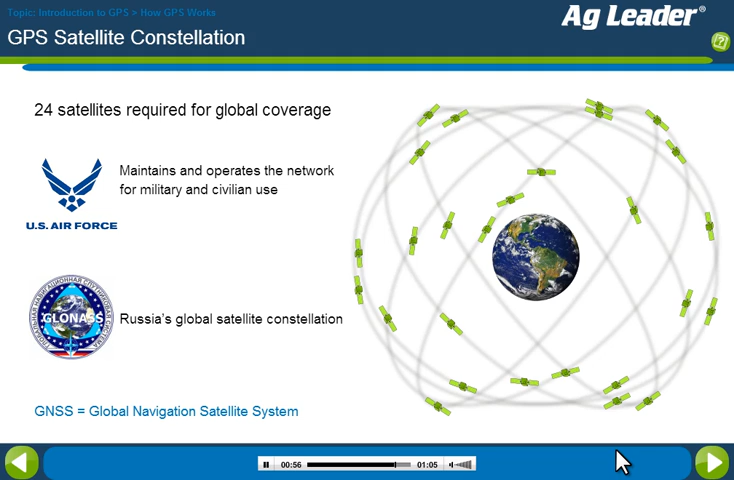 Topic: Introduction to GPS > How GPS Works
Ag Leader®
GPS Satellite Constellation
24 satellites required for global coverage
Maintains and operates the network
for military and civilian use
U.S. AIR FORCE
GLONASS
Russia's global satellite constellation
GNSS = Global Navigation Satellite System
00:56
01:05